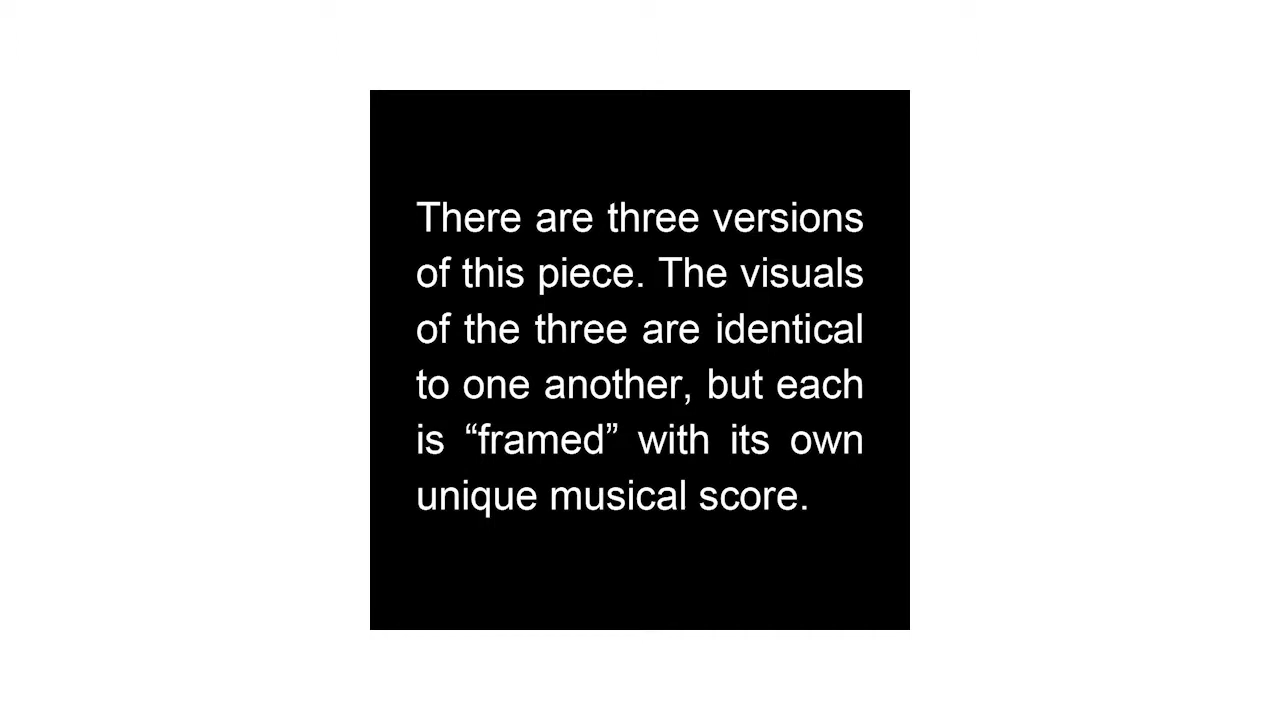 There are three versions
of this piece. The visuals
of the three are identical
to one another, but each
is “framed” with its own
unique musical score.